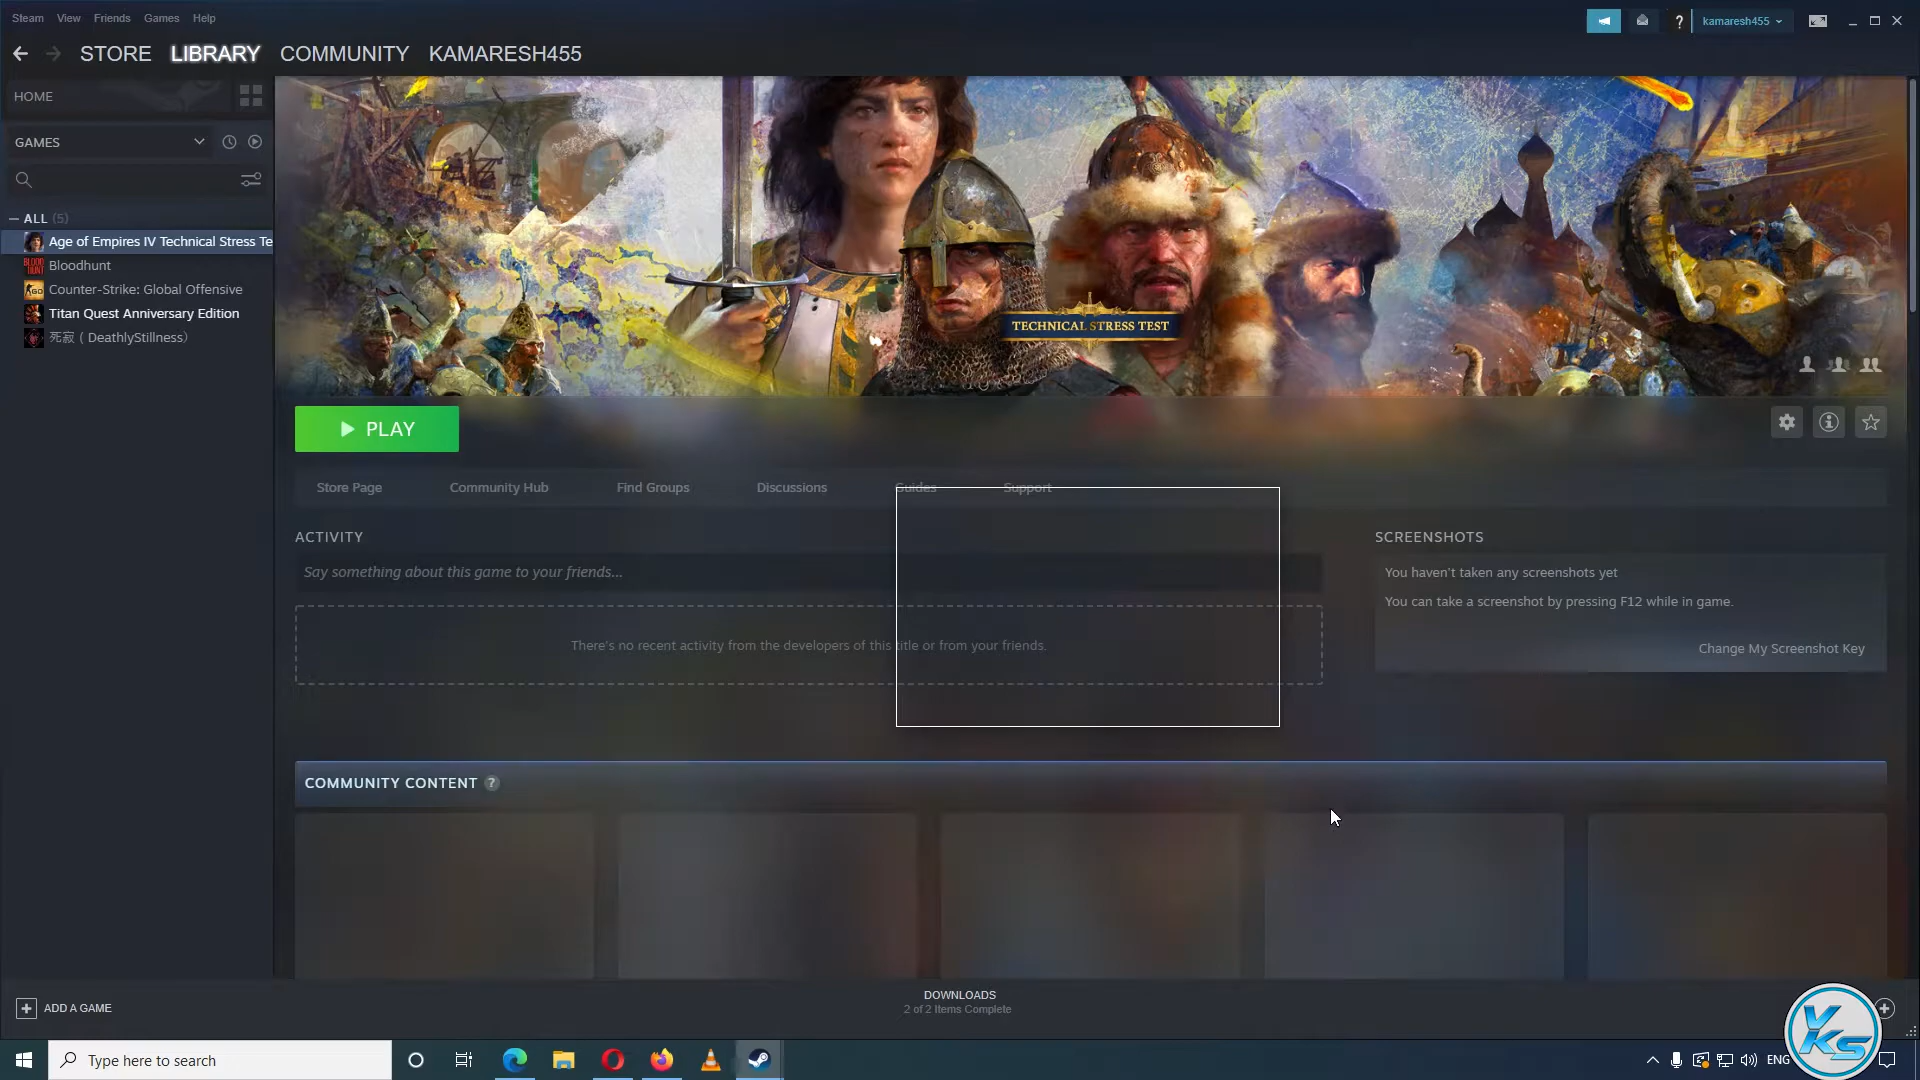 Steam View Friends Games Help
kamaresh455
STORE LIBRARY COMMUNITY KAMARESH455
HOME
GAMES
ALL (5)
Age of Empires IV Technical Stress Te
Bloodhunt
Counter-Strike: Global Offensive
Titan Quest Anniversary Edition
死寂（DeathlyStillness）
TECHNICAL STRESS TEST
PLAY
Store Page Community Hub Find Groups Discussions Guides Support
ACTIVITY
Say something about this game to your friends...
There's no recent activity from the developers of this title or from your friends.
SCREENSHOTS
You haven't taken any screenshots yet
You can take a screenshot by pressing F12 while in game.
Change My Screenshot Key
COMMUNITY CONTENT ?
ADD A GAME
DOWNLOADS
2 of 2 Items Complete
Type here to search
ENG
VKS